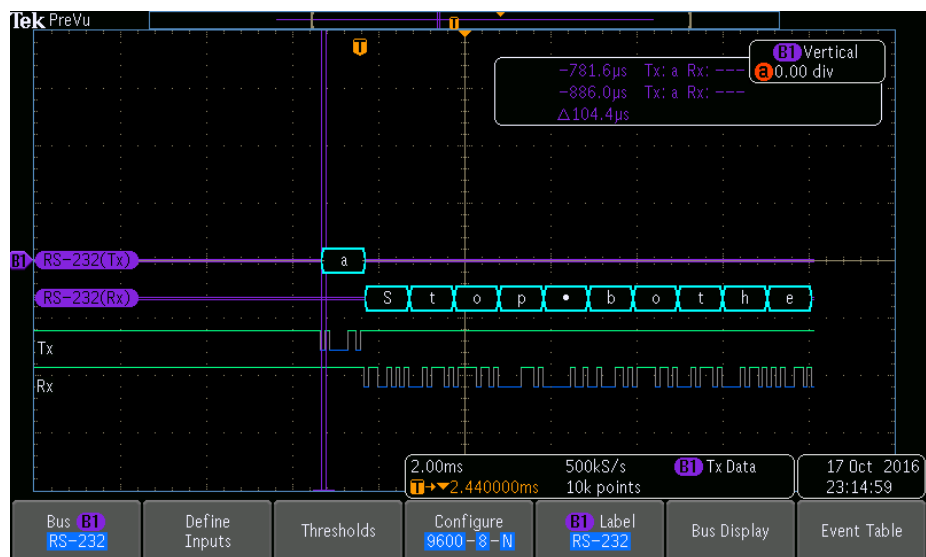 Tek PreVu
B1 Vertical
a 0.00 div
-781.6µs Tx: a Rx: ---
-886.0µs Tx: a Rx: ---
△104.4µs
T
B1 RS-232(Tx) a
RS-232(Rx) S t o p • b o t h e
Tx
Rx
2.00ms 500kS/s B1 Tx Data
T→▼2.440000ms 10k points
17 Oct 2016
23:14:59
Bus B1
RS-232
Define
Inputs
Thresholds
Configure
9600-8-N
B1 Label
RS-232
Bus Display
Event Table